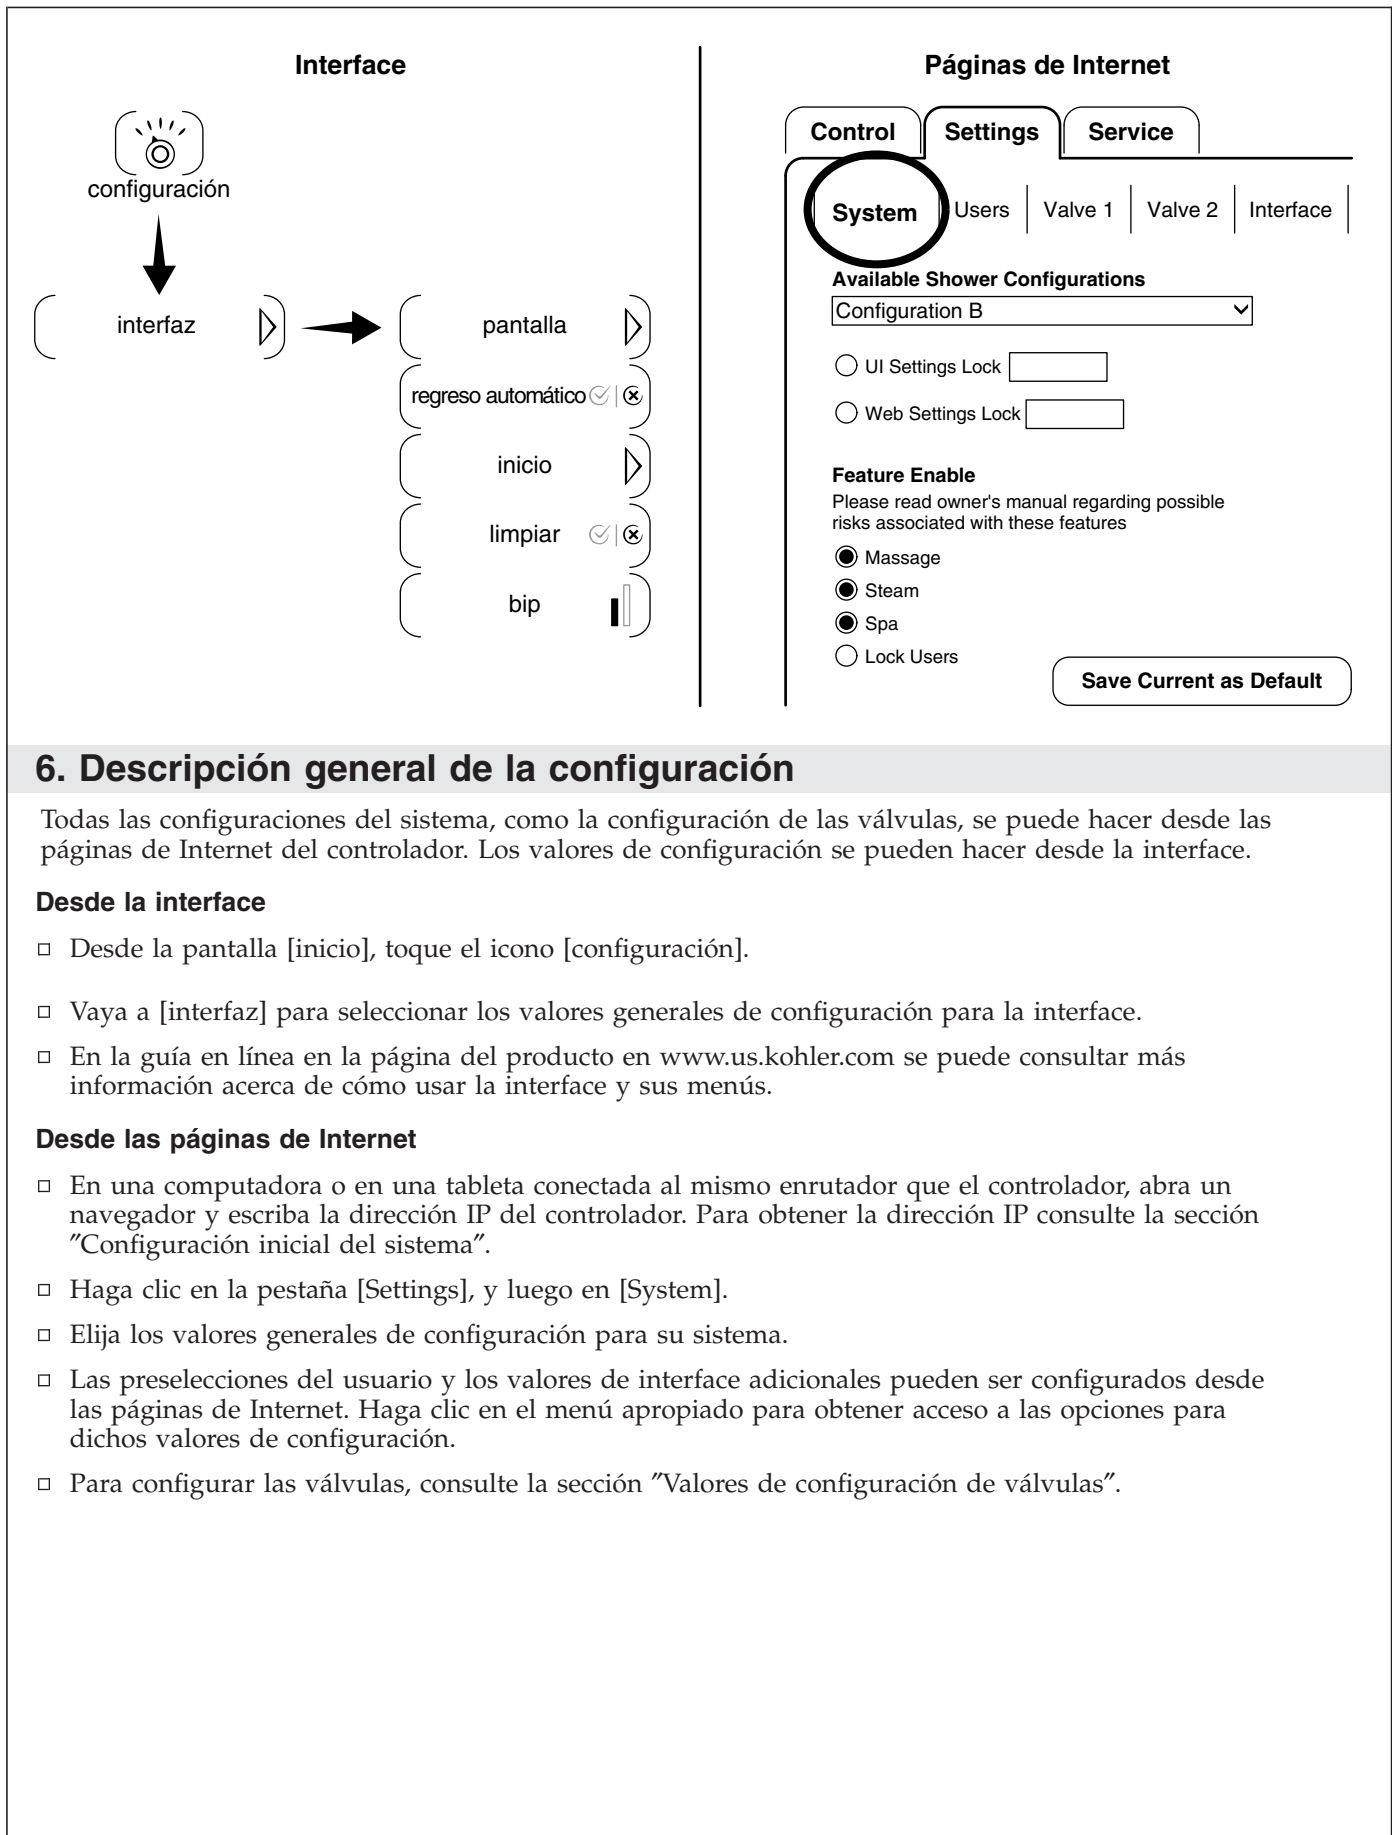 Interface
configuración
interfaz
pantalla
regreso automático
inicio
limpiar
bip
Páginas de Internet
Control Settings Service
System Users Valve 1 Valve 2 Interface
Available Shower Configurations
Configuration B
UI Settings Lock
Web Settings Lock
Feature Enable
Please read owner's manual regarding possible
risks associated with these features
Massage
Steam
Spa
Lock Users
Save Current as Default
6. Descripción general de la configuración
Todas las configuraciones del sistema, como la configuración de las válvulas, se puede hacer desde las
páginas de Internet del controlador. Los valores de configuración se pueden hacer desde la interface.
Desde la interface
Desde la pantalla [inicio], toque el icono [configuración].
Vaya a [interfaz] para seleccionar los valores generales de configuración para la interface.
En la guía en línea en la página del producto en www.us.kohler.com se puede consultar más
información acerca de cómo usar la interface y sus menús.
Desde las páginas de Internet
En una computadora o en una tableta conectada al mismo enrutador que el controlador, abra un
navegador y escriba la dirección IP del controlador. Para obtener la dirección IP consulte la sección
″Configuración inicial del sistema″.
Haga clic en la pestaña [Settings], y luego en [System].
Elija los valores generales de configuración para su sistema.
Las preselecciones del usuario y los valores de interface adicionales pueden ser configurados desde
las páginas de Internet. Haga clic en el menú apropiado para obtener acceso a las opciones para
dichos valores de configuración.
Para configurar las válvulas, consulte la sección ″Valores de configuración de válvulas″.